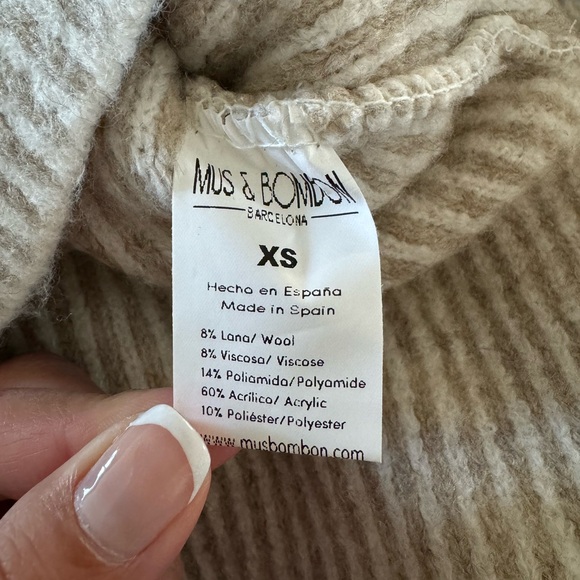 MUS & BOMBON
BARCELONA
XS
Hecho en España
Made in Spain
8% Lana/ Wool
8% Viscosa/ Viscose
14% Poliamida/Polyamide
60% Acrílico/ Acrylic
10% Poliéster/Polyester
www.musbombon.com